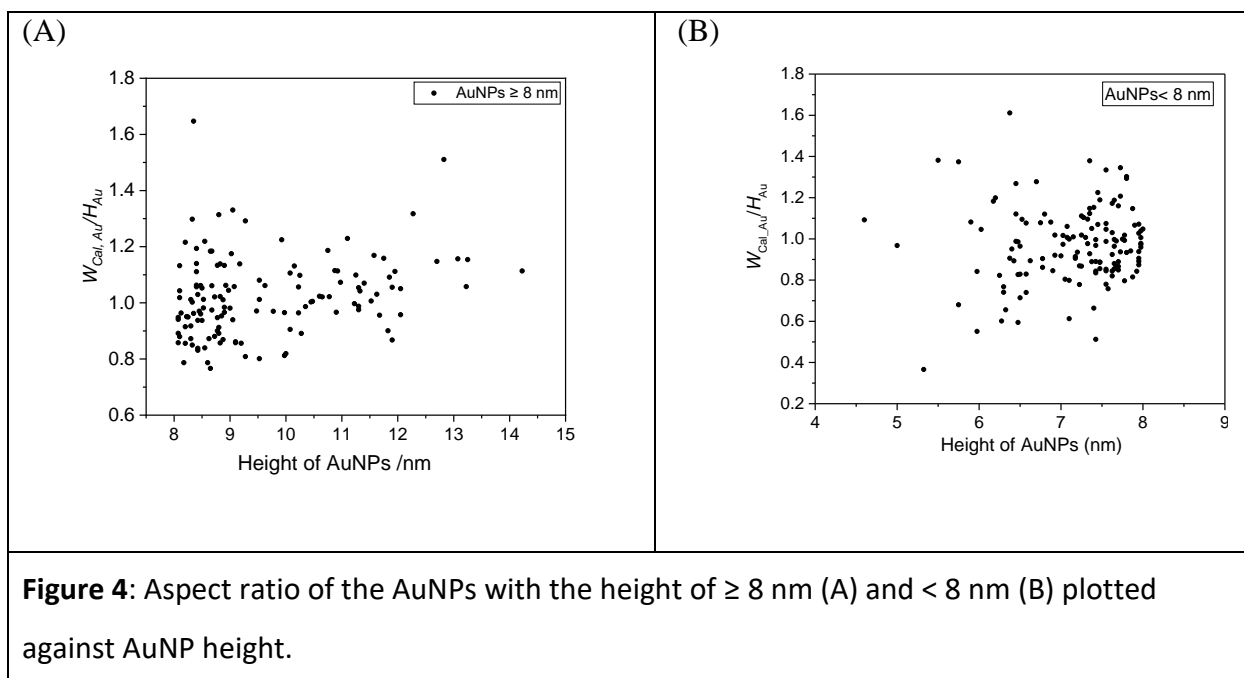 (A)
1.8
1.6
1.4
1.2
1.0
0.8
0.6
W_Cal, Au/H_Au
AuNPs ≥ 8 nm
8 9 10 11 12 13 14 15
Height of AuNPs /nm
(B)
1.8
1.6
1.4
1.2
1.0
0.8
0.6
0.4
0.2
W_Cal_Au/H_Au
AuNPs< 8 nm
4 5 6 7 8 9
Height of AuNPs (nm)
Figure 4: Aspect ratio of the AuNPs with the height of ≥ 8 nm (A) and < 8 nm (B) plotted
against AuNP height.